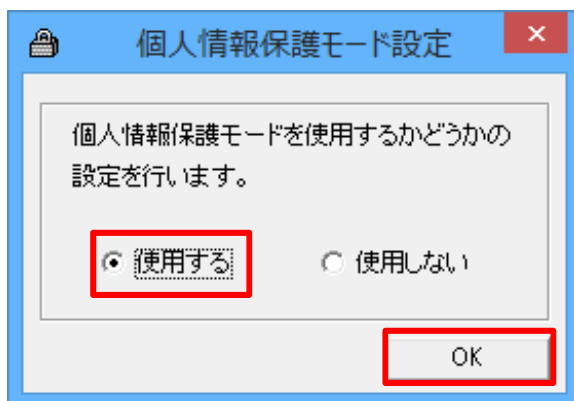 個人情報保護モード設定
個人情報保護モードを使用するかどうかの
設定を行います。
使用する
使用しない
OK